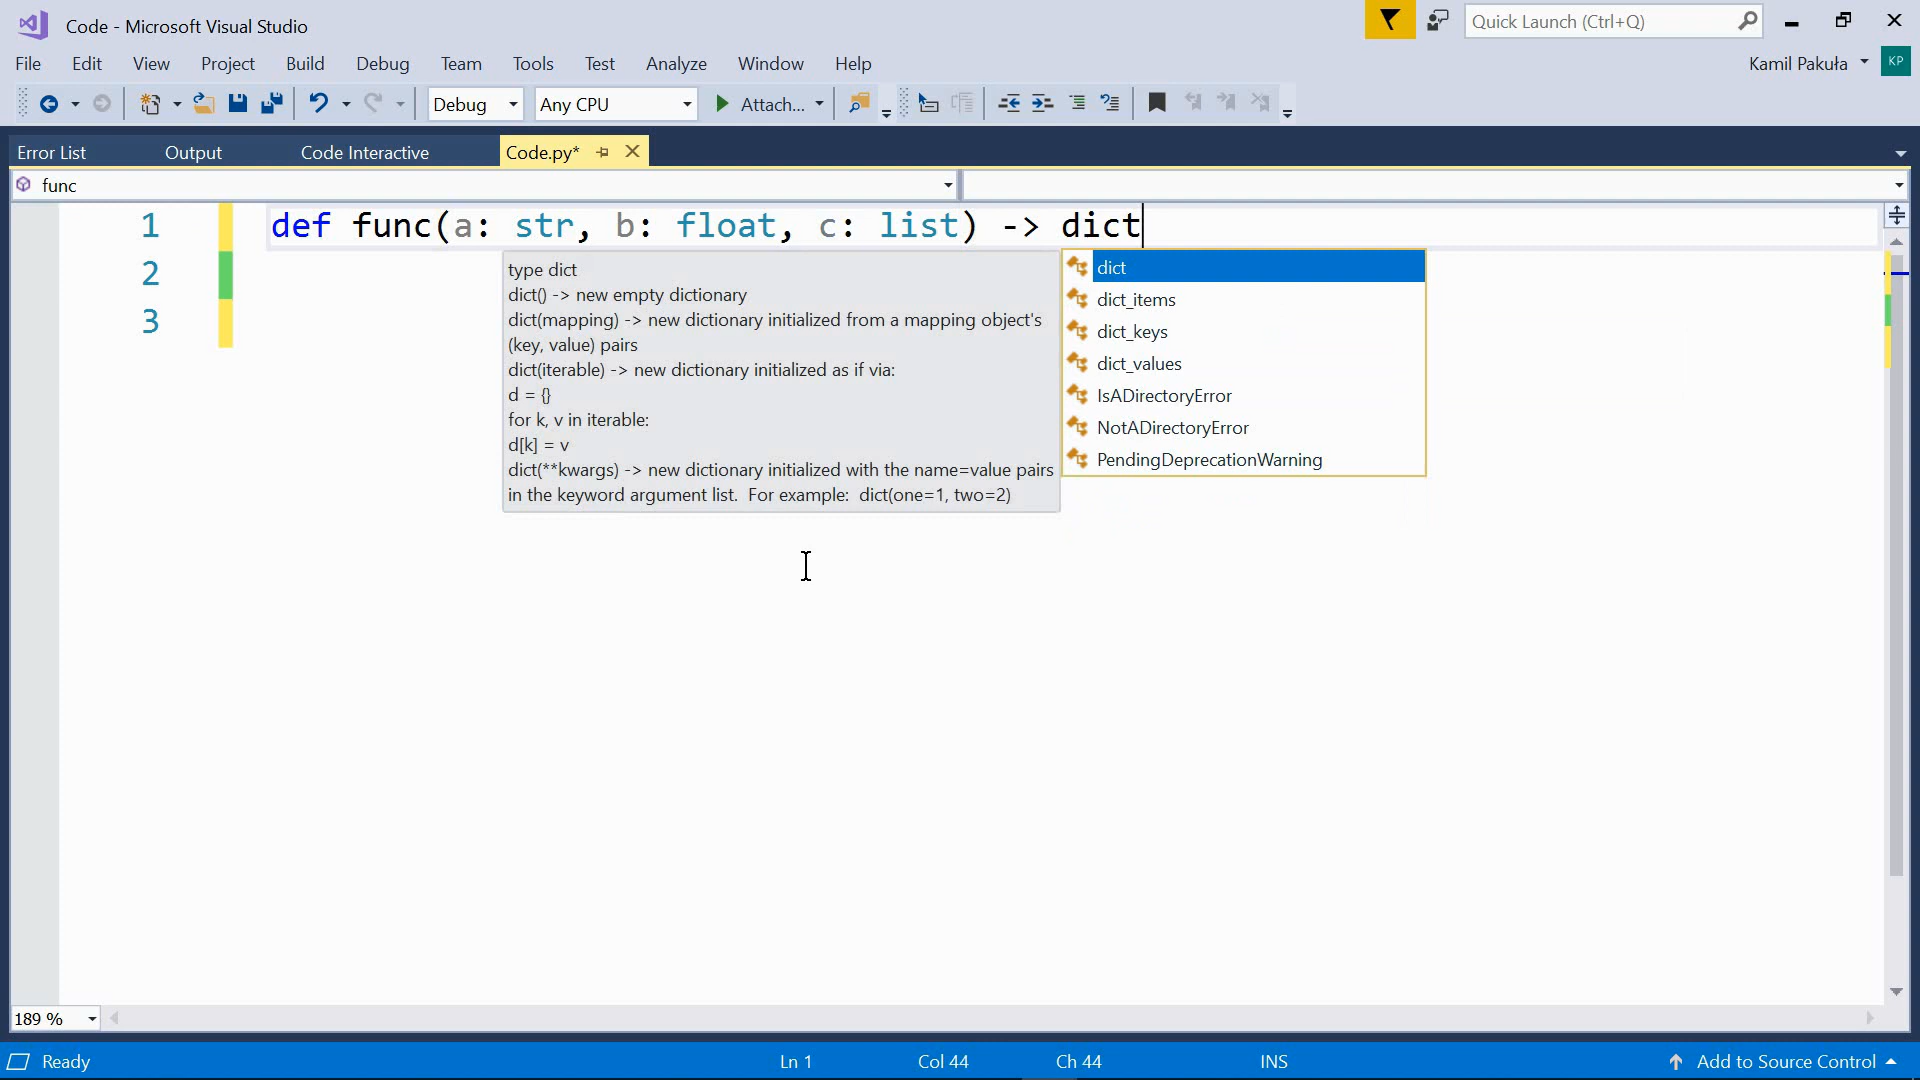 Code - Microsoft Visual Studio
Quick Launch (Ctrl+Q)
File Edit View Project Build Debug Team Tools Test Analyze Window Help
Kamil Pakuła KP
Debug Any CPU Attach...
Error List Output Code Interactive Code.py*
func
1 def func(a: str, b: float, c: list) -> dict
2
3
type dict
dict() -> new empty dictionary
dict(mapping) -> new dictionary initialized from a mapping object's
(key, value) pairs
dict(iterable) -> new dictionary initialized as if via:
d = {}
for k, v in iterable:
d[k] = v
dict(**kwargs) -> new dictionary initialized with the name=value pairs
in the keyword argument list. For example: dict(one=1, two=2)
dict
dict_items
dict_keys
dict_values
IsADirectoryError
NotADirectoryError
PendingDeprecationWarning
189 %
Ready Ln 1 Col 44 Ch 44 INS Add to Source Control